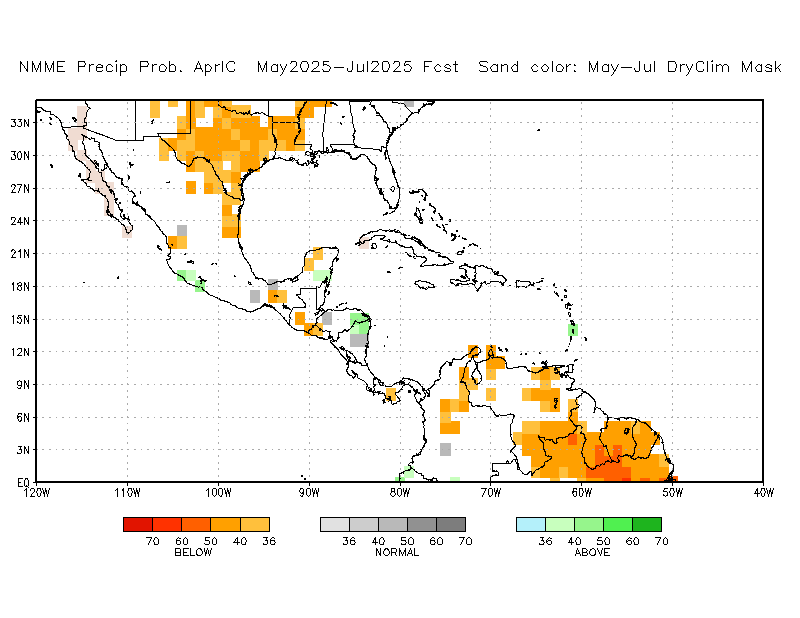 NMME Precip Prob. AprIC  May2025-Jul2025 Fcst  Sand color: May-Jul DryClim Mask
33N
30N
27N
24N
21N
18N
15N
12N
9N
6N
3N
EQ
120W 110W 100W 90W 80W 70W 60W 50W 40W
70 60 50 40 36 36 40 50 60 70 36 40 50 60 70
BELOW NORMAL ABOVE